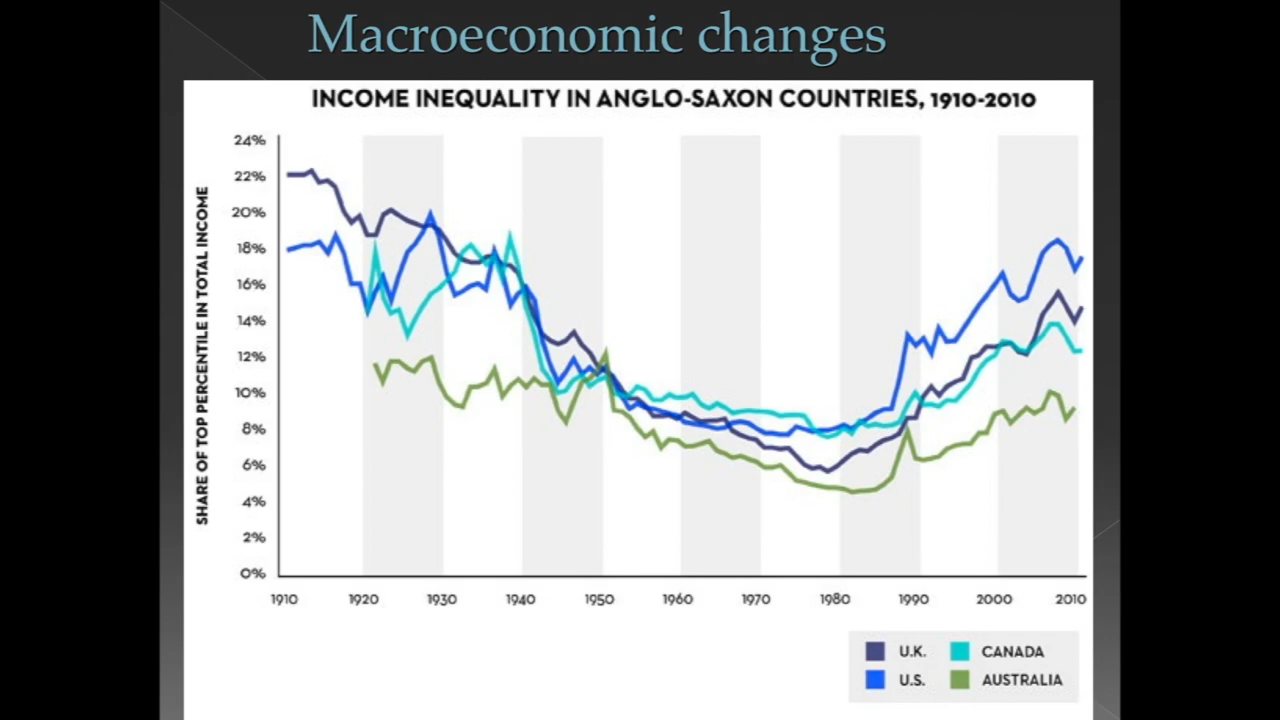 Macroeconomic changes
INCOME INEQUALITY IN ANGLO-SAXON COUNTRIES, 1910-2010
SHARE OF TOP PERCENTILE IN TOTAL INCOME
24%
22%
20%
18%
16%
14%
12%
10%
8%
6%
4%
2%
0%
1910 1920 1930 1940 1950 1960 1970 1980 1990 2000 2010
U.K. CANADA
U.S. AUSTRALIA